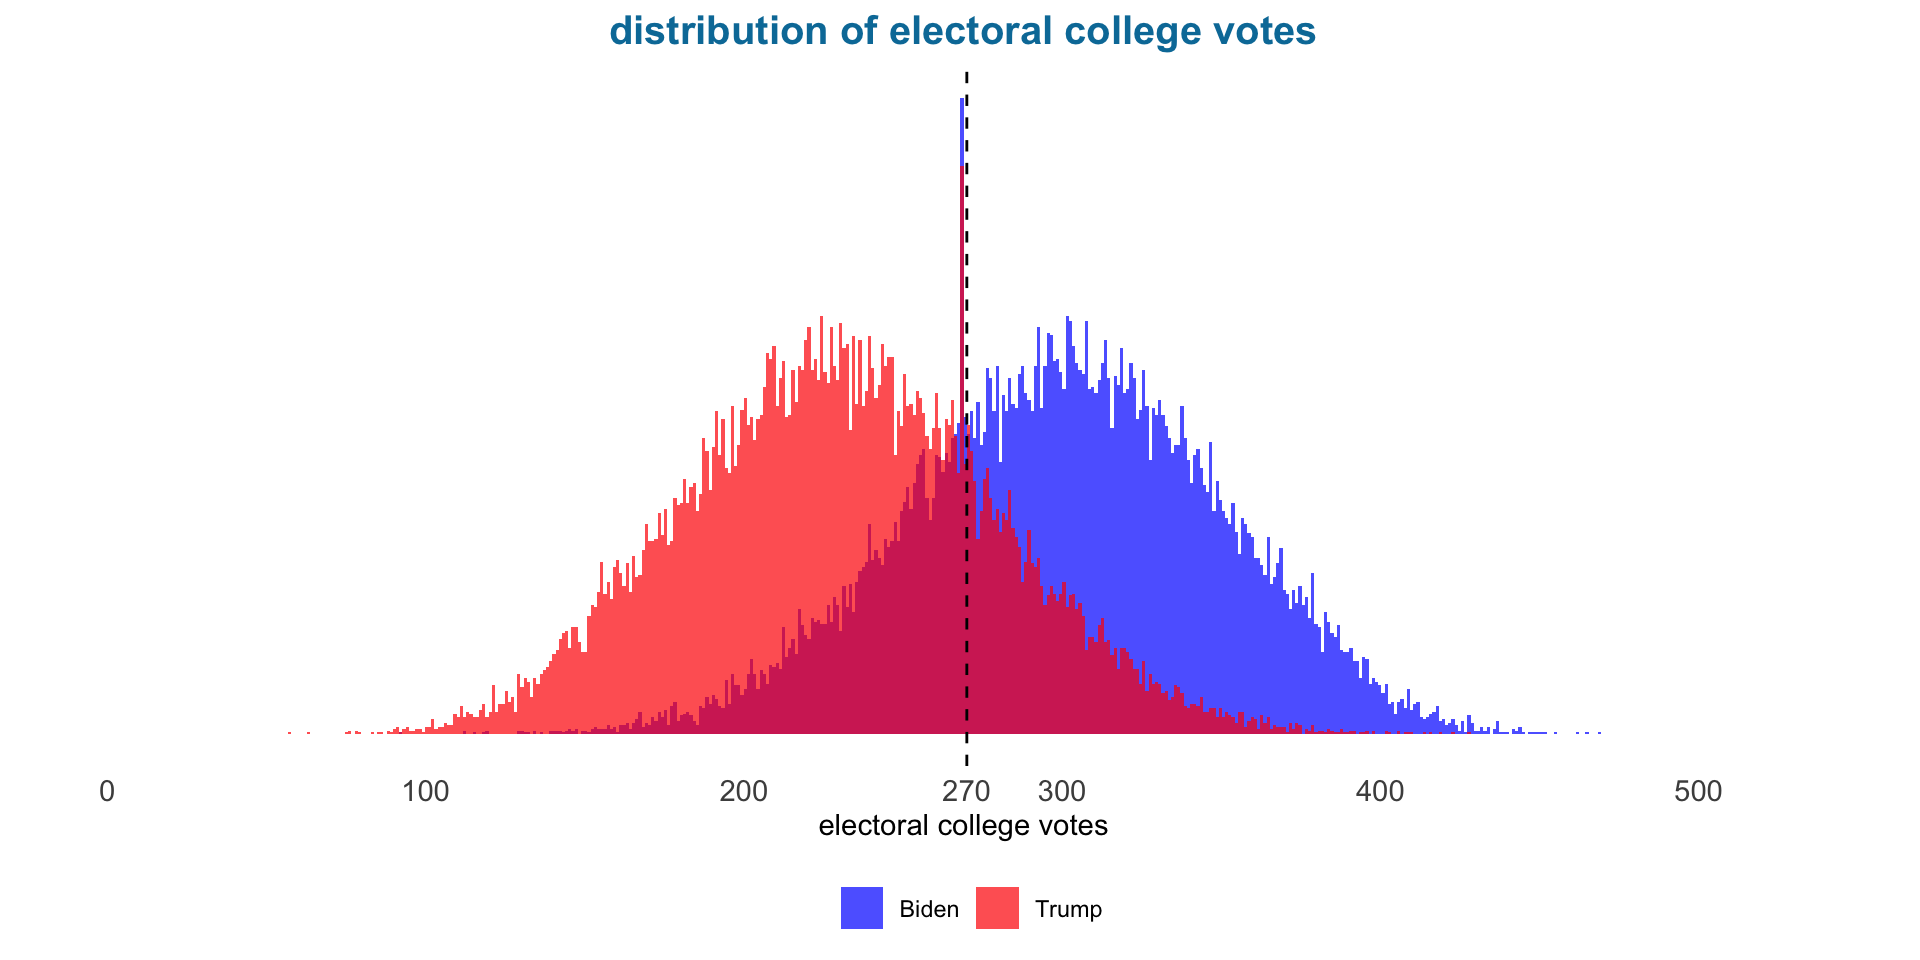 distribution of electoral college votes
0 100 200 270 300 400 500
electoral college votes
Biden Trump